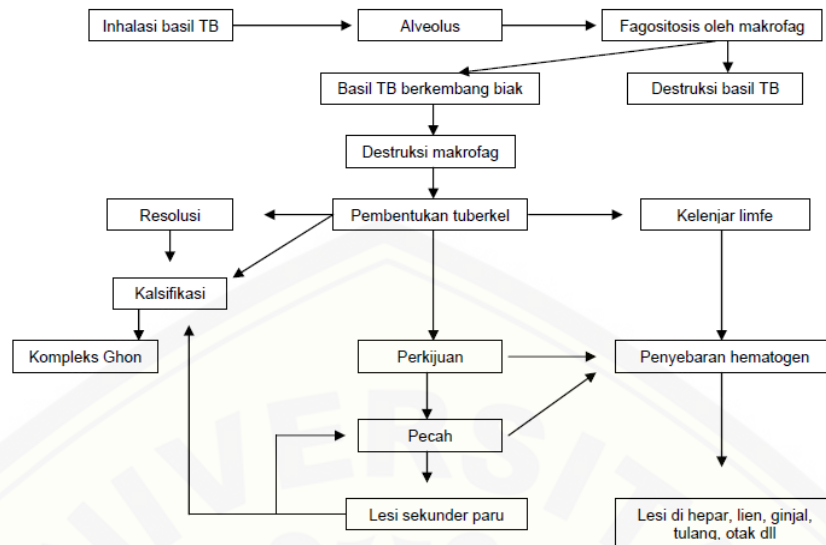 Inhalasi basil TB
Alveolus
Fagositosis oleh makrofag
Basil TB berkembang biak
Destruksi basil TB
Destruksi makrofag
Resolusi
Pembentukan tuberkel
Kelenjar limfe
Kalsifikasi
Kompleks Ghon
Perkijuan
Penyebaran hematogen
Pecah
Lesi sekunder paru
Lesi di hepar, lien, ginjal,
tulang, otak dll
UNIVERSIT